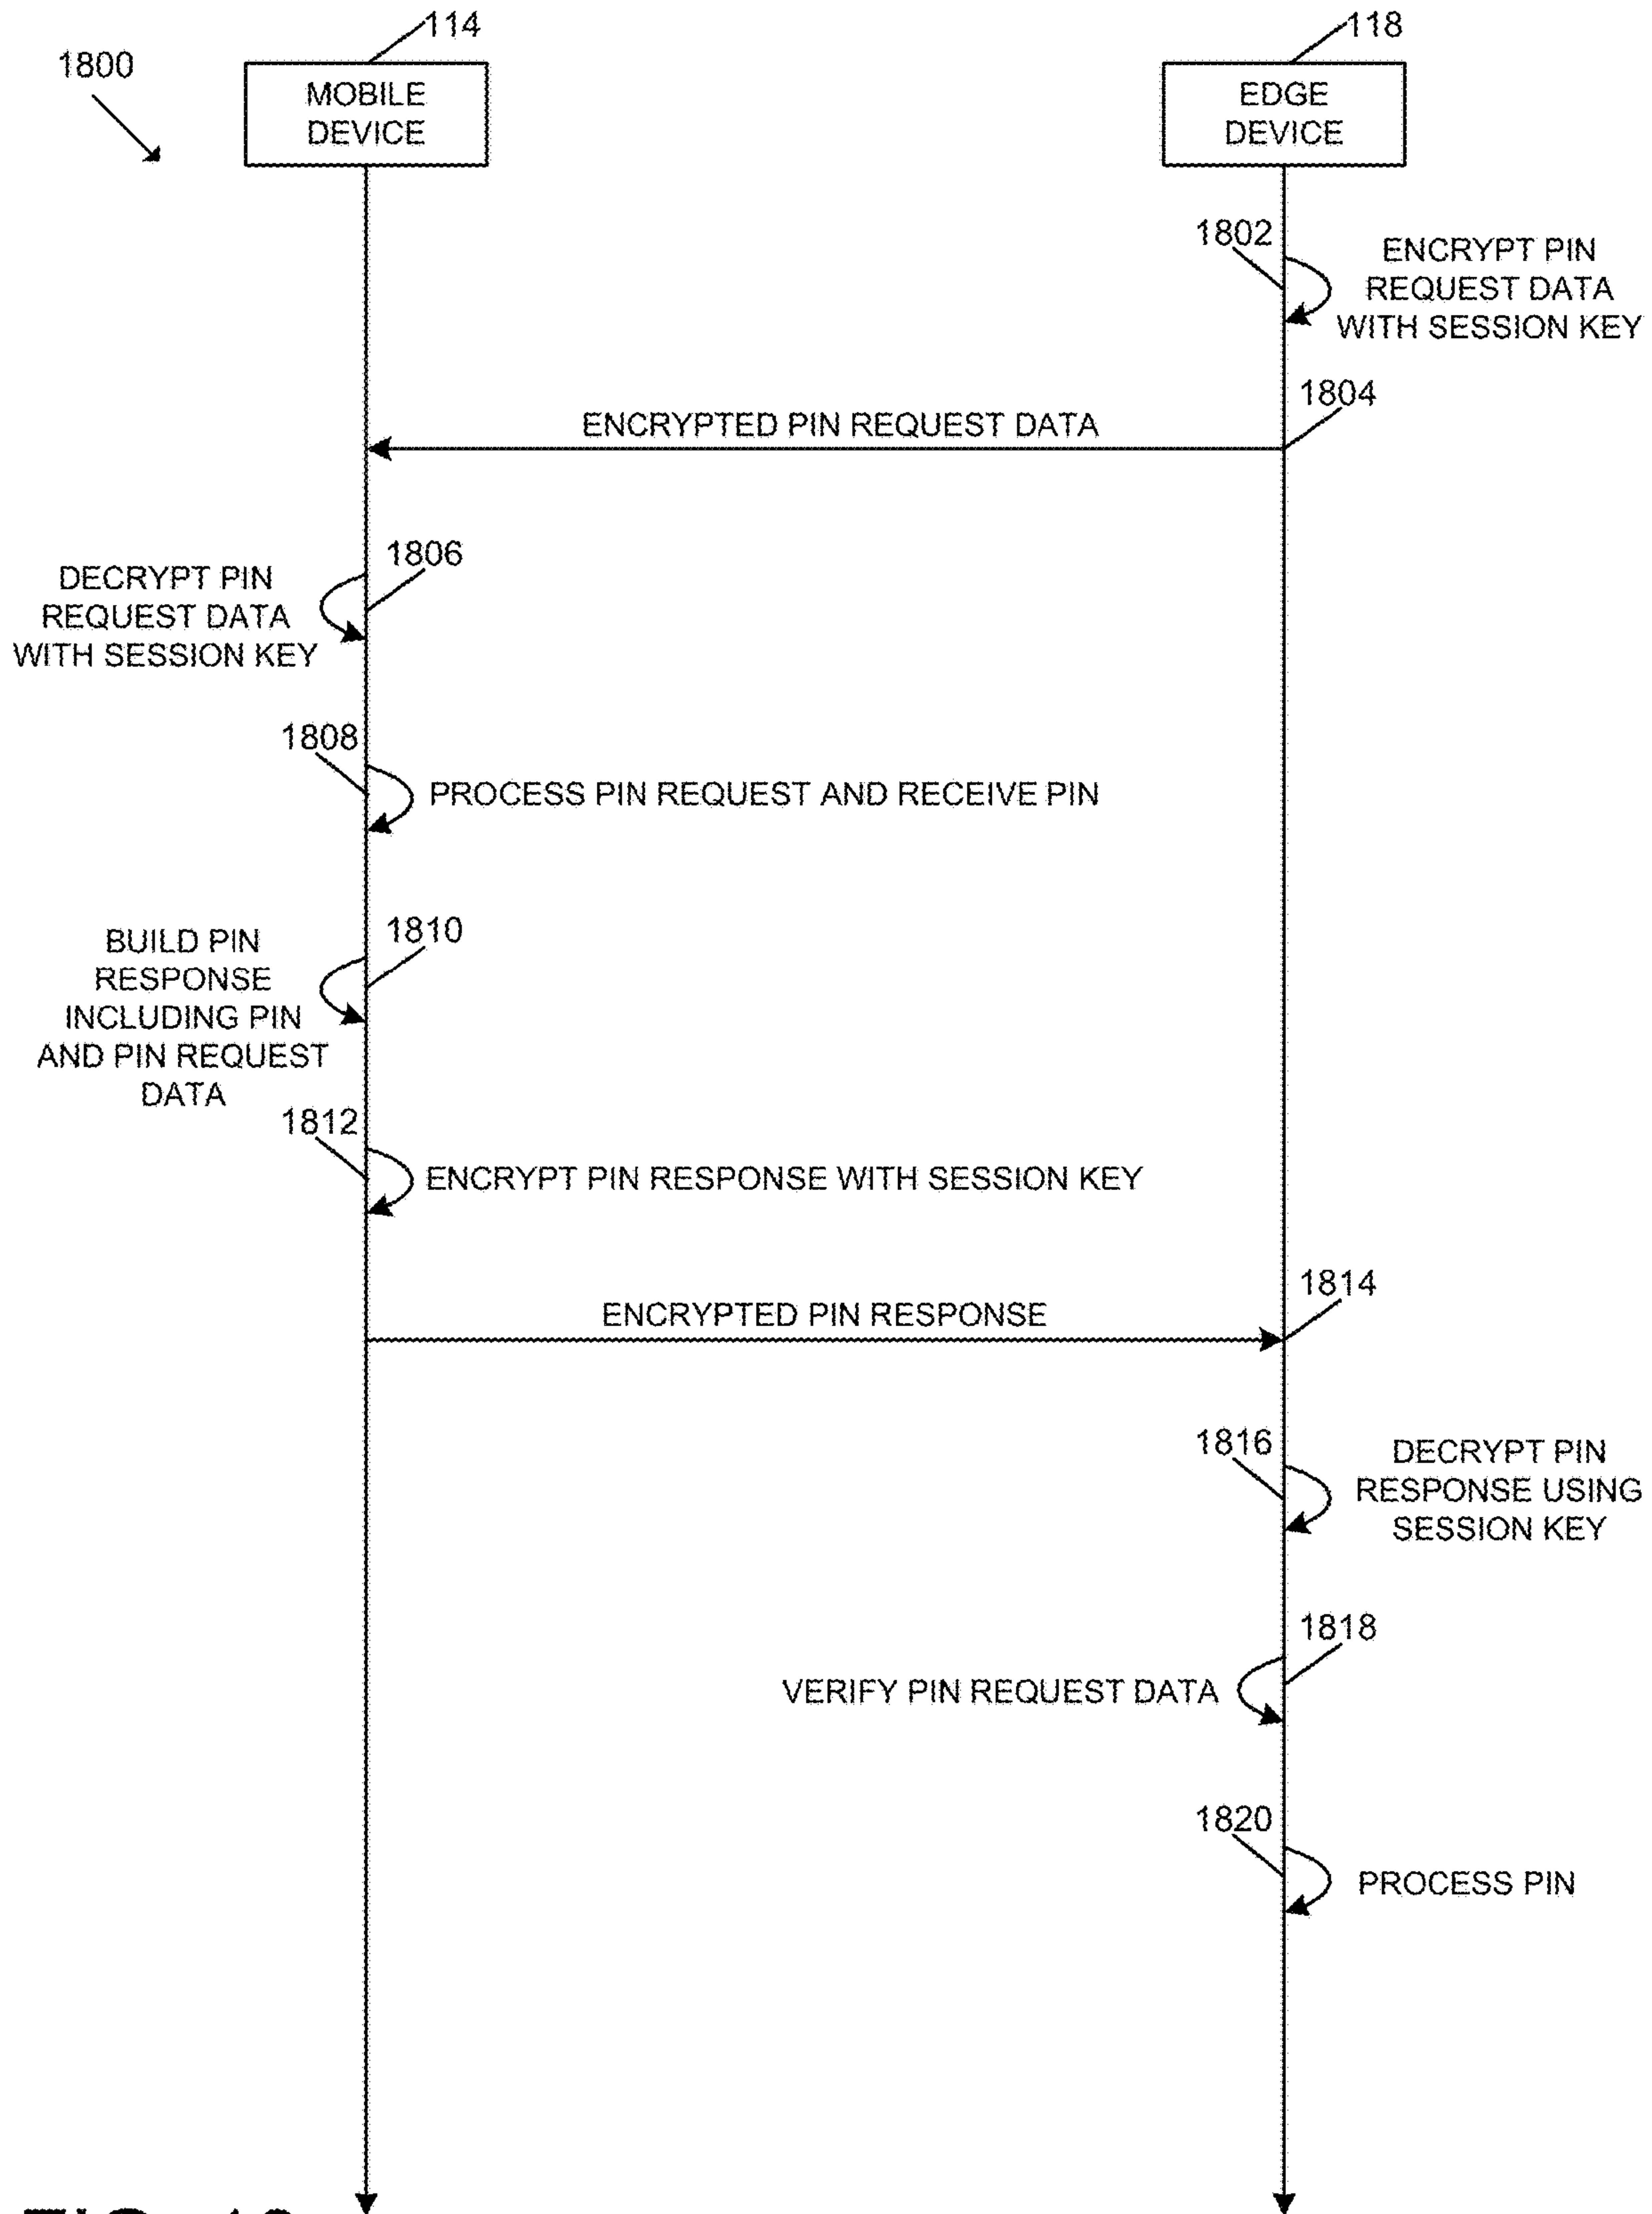 114
118
1800
MOBILE
DEVICE
EDGE
DEVICE
1802
ENCRYPT PIN
REQUEST DATA
WITH SESSION KEY
1804
ENCRYPTED PIN REQUEST DATA
1806
DECRYPT PIN
REQUEST DATA
WITH SESSION KEY
1808
PROCESS PIN REQUEST AND RECEIVE PIN
1810
BUILD PIN
RESPONSE
INCLUDING PIN
AND PIN REQUEST
DATA
1812
ENCRYPT PIN RESPONSE WITH SESSION KEY
1814
ENCRYPTED PIN RESPONSE
1816
DECRYPT PIN
RESPONSE USING
SESSION KEY
1818
VERIFY PIN REQUEST DATA
1820
PROCESS PIN